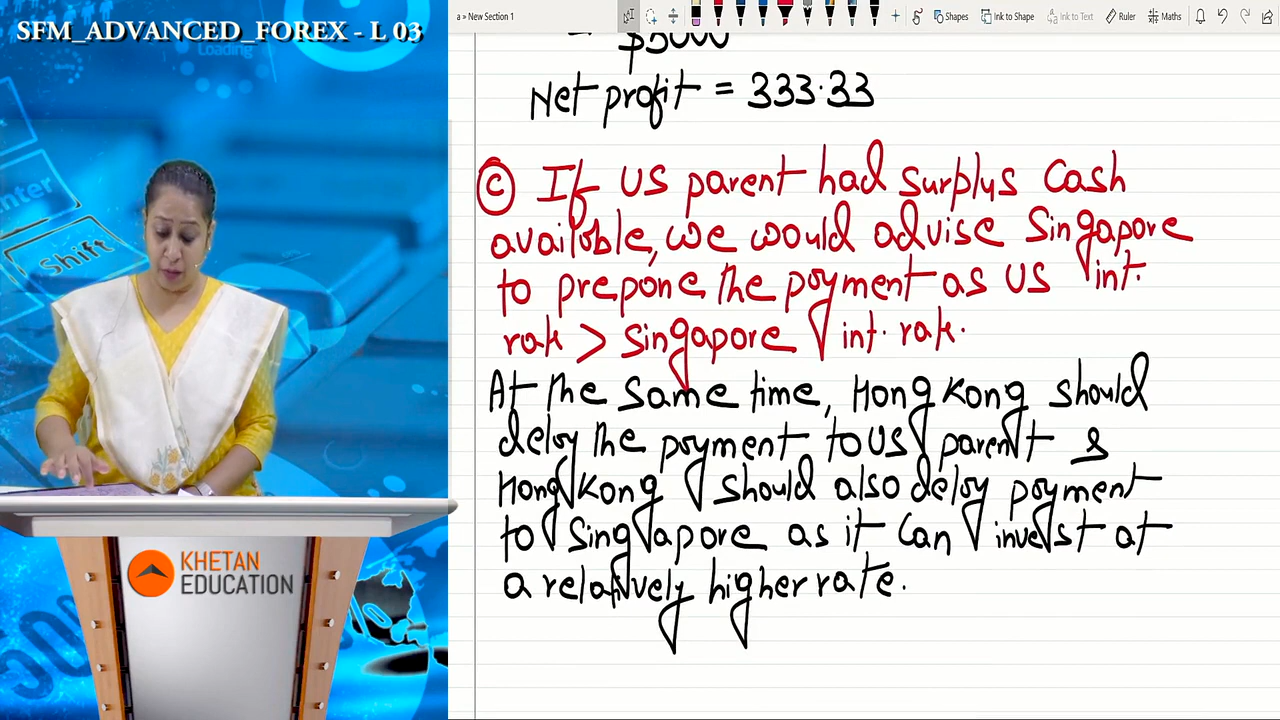 SFM_ADVANCED_FOREX - L 03
Loading
Shift
KHETAN
EDUCATION
a » New Section 1
Shapes
Ink to Shape
Ink to Text
Ruler
Maths
= $5000
Net profit = 333.33
(C) If US parent had surplus Cash
available, we would advise Singapore
to prepone the payment as US int.
rate > Singapore int. rate.
At the same time, Hong Kong should
delay the payment to US parent &
Hong Kong should also delay payment
to Singapore as it can invest at
a relatively higher rate.